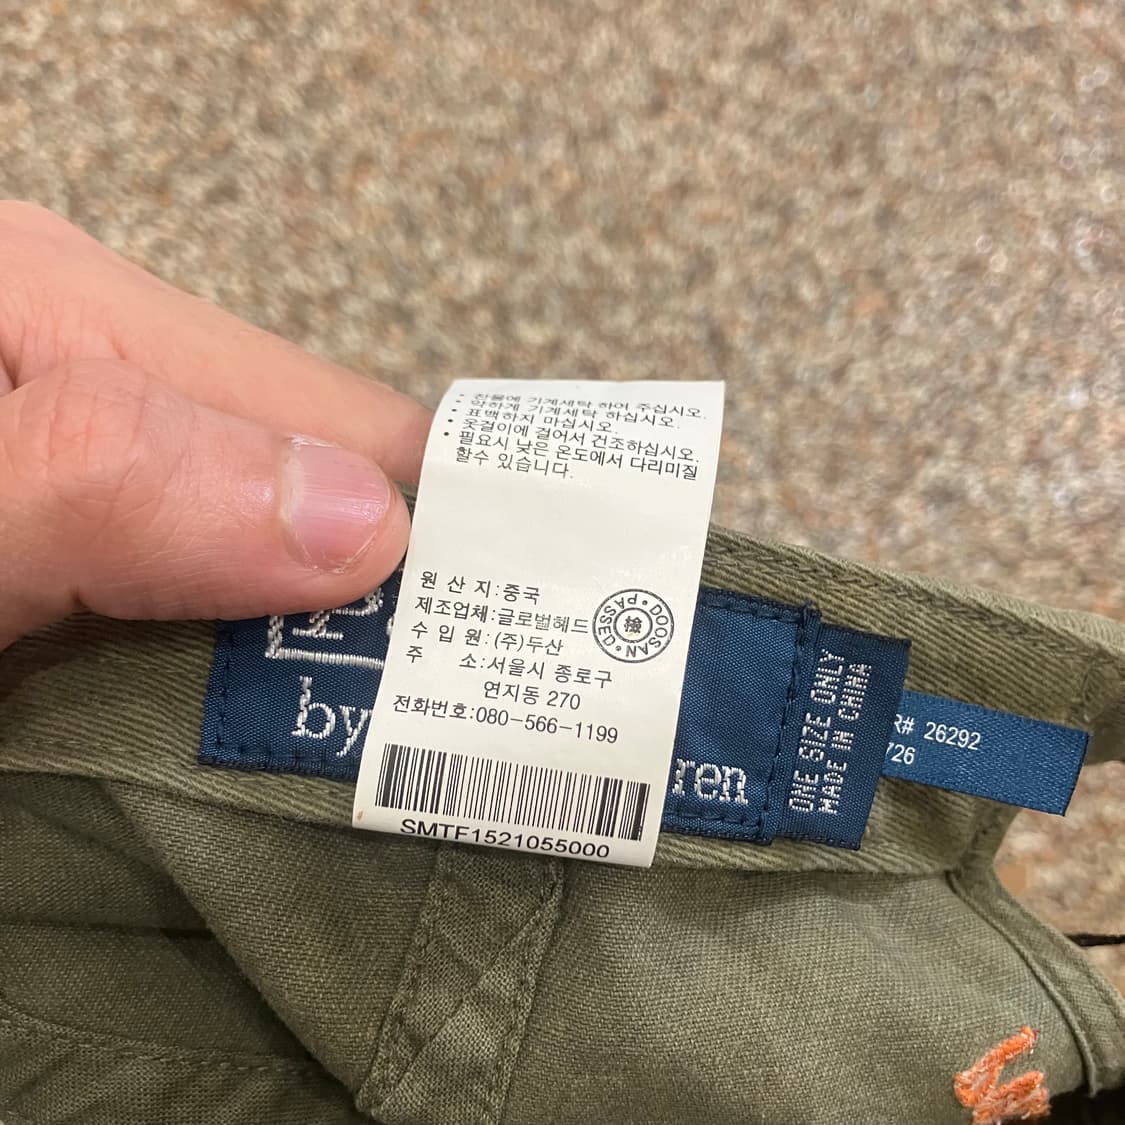 · 찬물에 기계세탁 하여 주십시오.
· 약하게 기계세탁 하십시오.
· 표백하지 마십시오.
· 옷걸이에 걸어서 건조하십시오.
· 필요시 낮은 온도에서 다리미질
할수 있습니다.
원 산 지:중국
제조업체:글로벌헤드
수 입 원:(주)두산
주 소:서울시 종로구
연지동 270
전화번호:080-566-1199
DOOSAN·PASSED·
檢
SMTF1521055000
by
ren
ONE SIZE ONLY
MADE IN CHINA
R# 26292
726